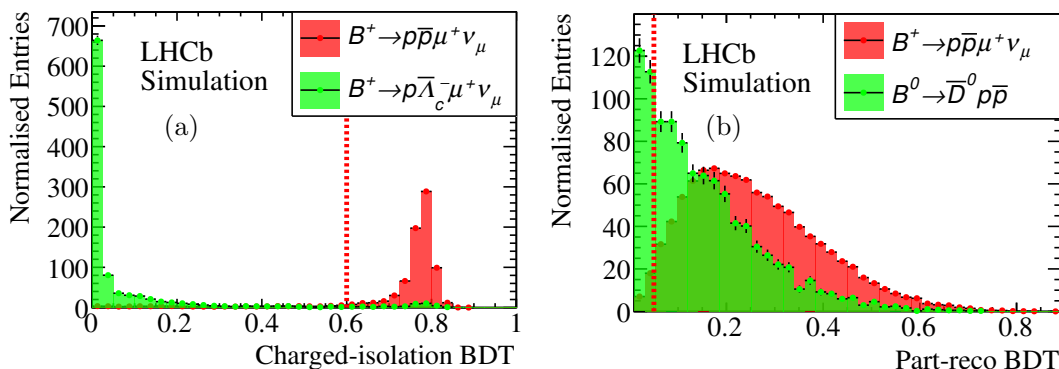 Normalised Entries
700
600
500
400
300
200
100
0
LHCb
Simulation
(a)
B⁺→pp̅μ⁺ν_μ
B⁺→pΛ̅_c⁻μ⁺ν_μ
0 0.2 0.4 0.6 0.8 1
Charged-isolation BDT
Normalised Entries
120
100
80
60
40
20
0
LHCb
Simulation
(b)
B⁺→pp̅μ⁺ν_μ
B⁰→D̅⁰pp̅
0.2 0.4 0.6 0.8
Part-reco BDT